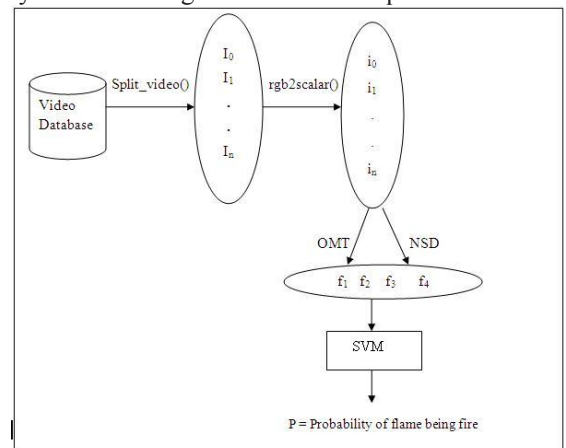 Split_video()
rgb2scalar()
Video
Database
I0
I1
.
.
In
i0
i1
.
.
in
OMT
NSD
f1 f2 f3 f4
SVM
P = Probability of flame being fire